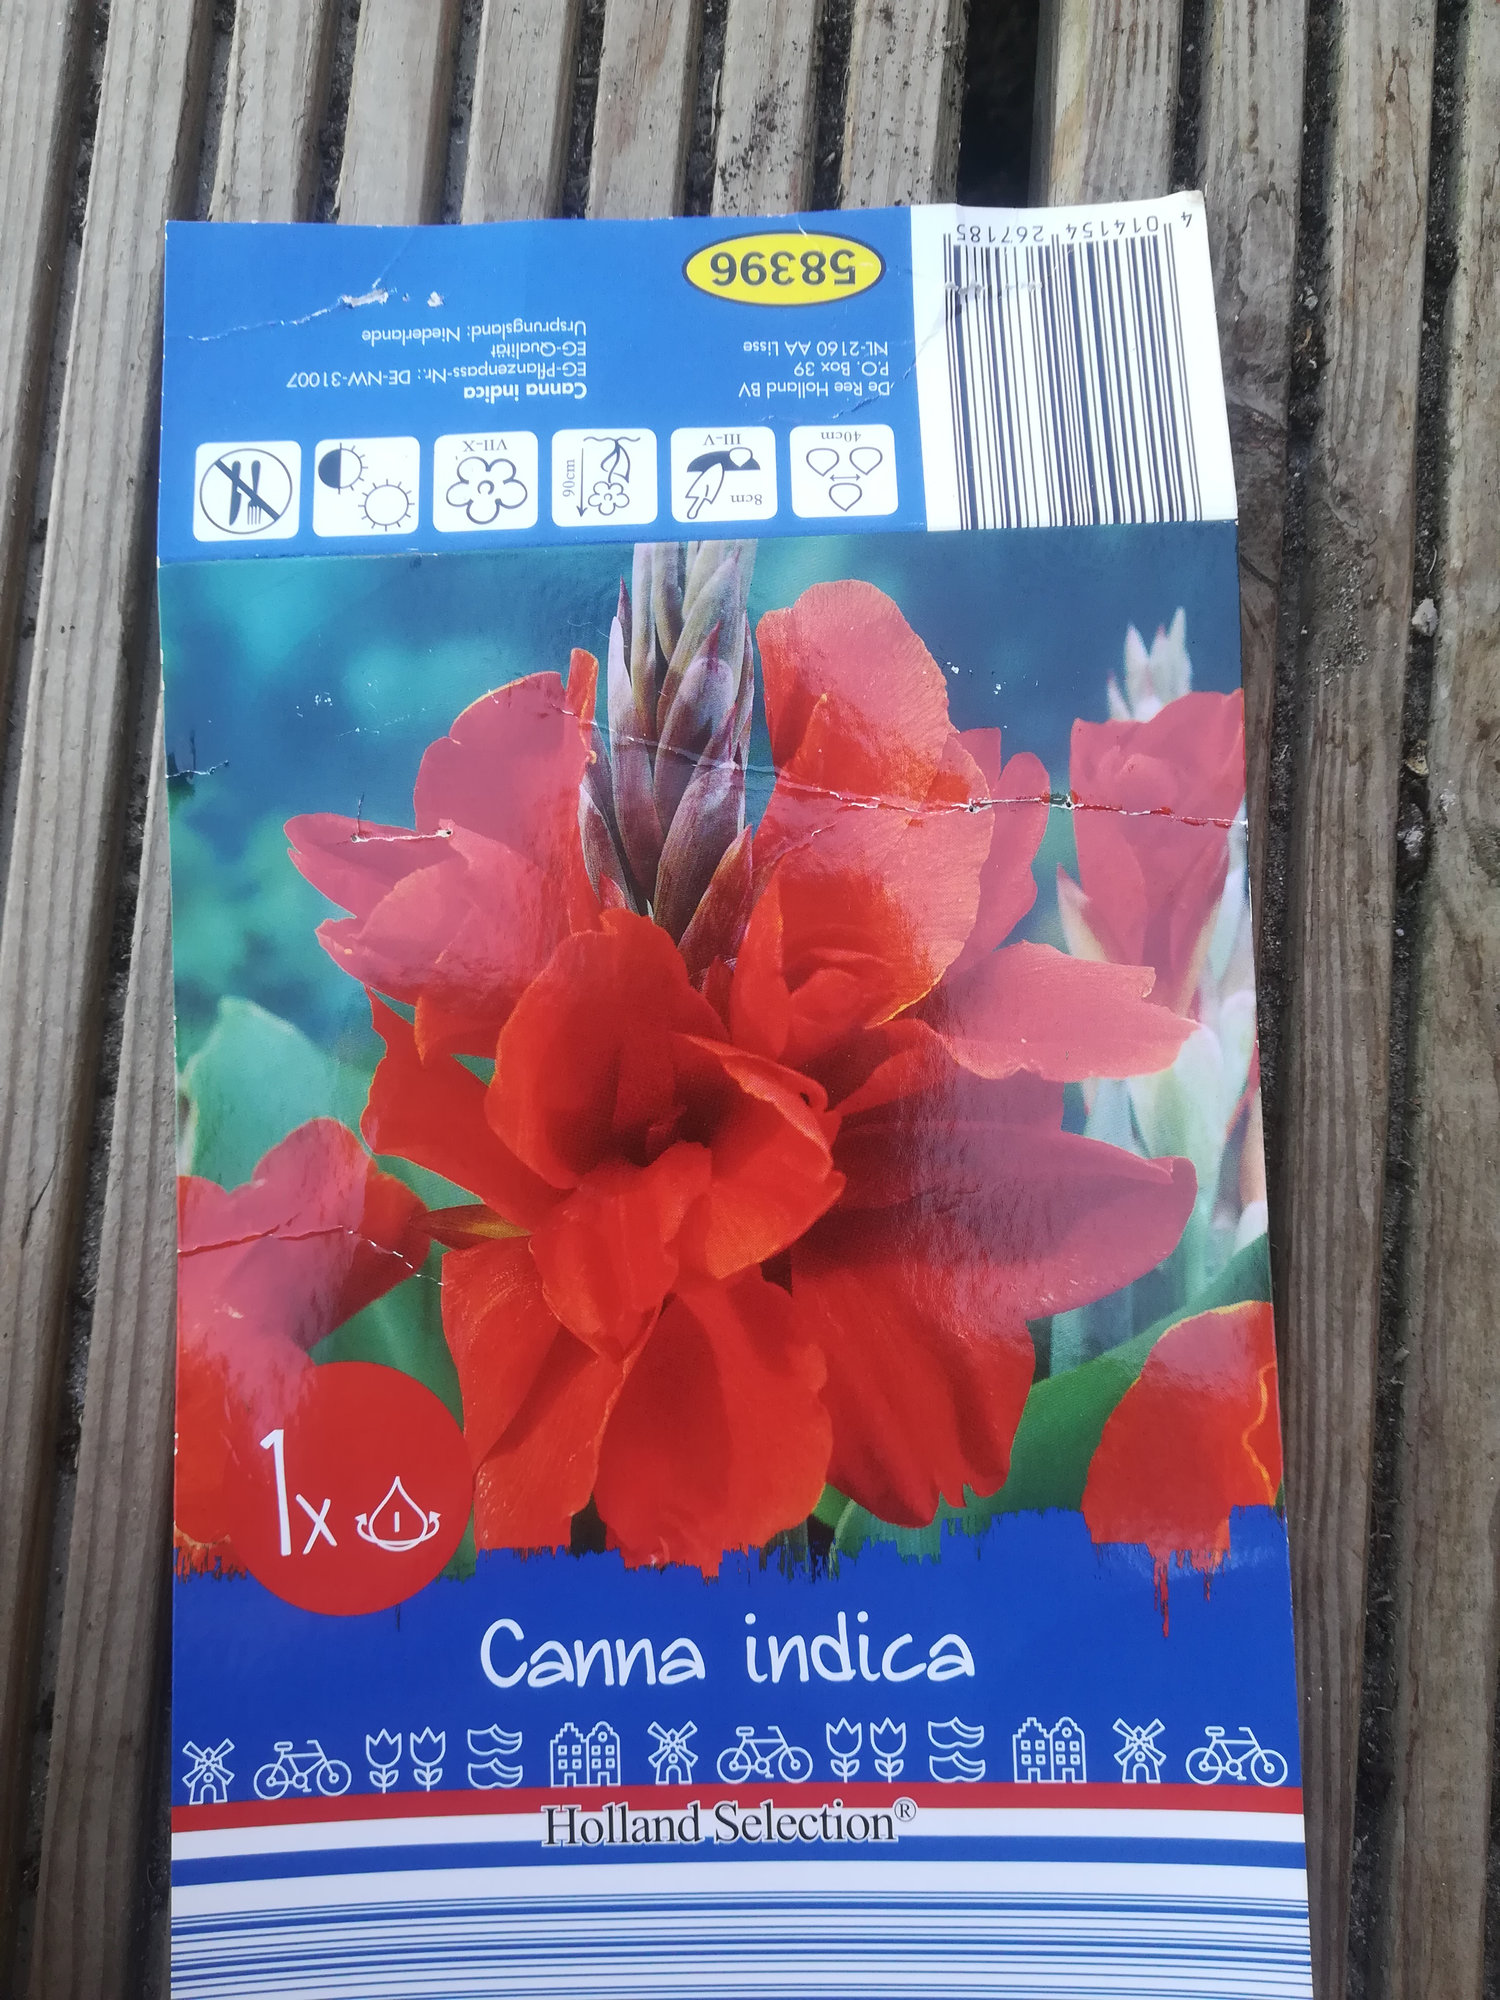 4 014154 267185
58396
De Ree Holland BV
P.O. Box 39
NL-2160 AA Lisse
Canna indica
EG-Pflanzenpass-Nr.: DE-NW-31007
EG-Qualität
Ursprungsland: Niederlande
40cm
8cm
III-V
90cm
VII-X
1x
I
Canna indica
Holland Selection®